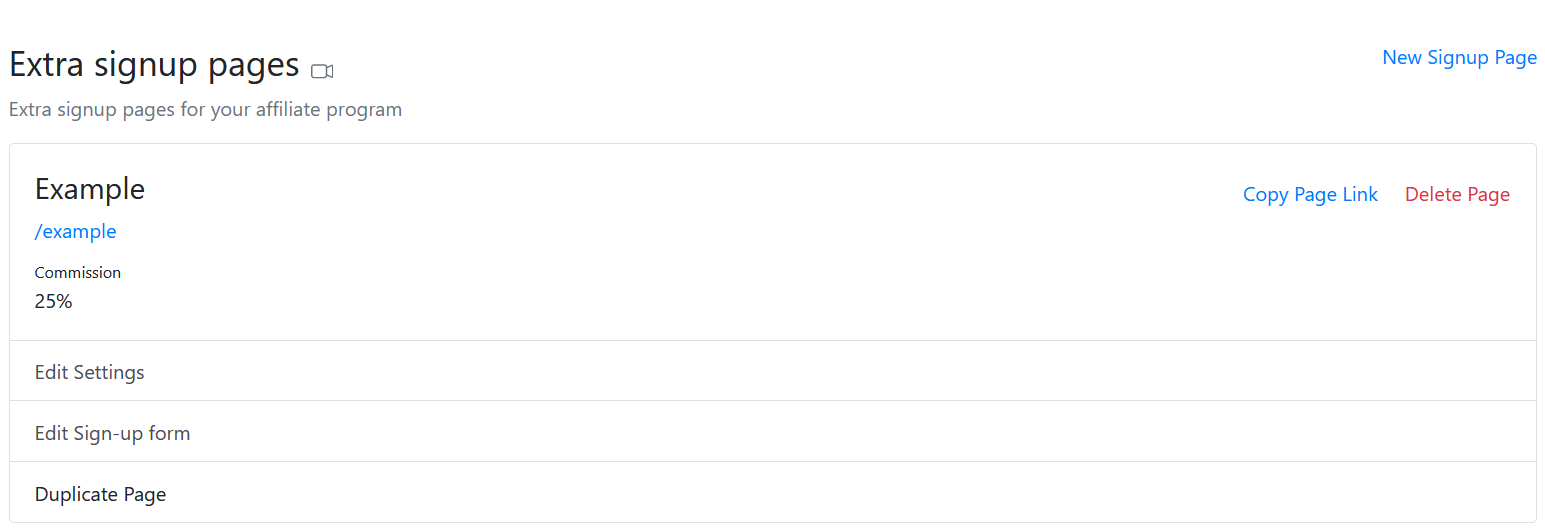 Extra signup pages
New Signup Page
Extra signup pages for your affiliate program
Example
Copy Page Link
Delete Page
/example
Commission
25%
Edit Settings
Edit Sign-up form
Duplicate Page